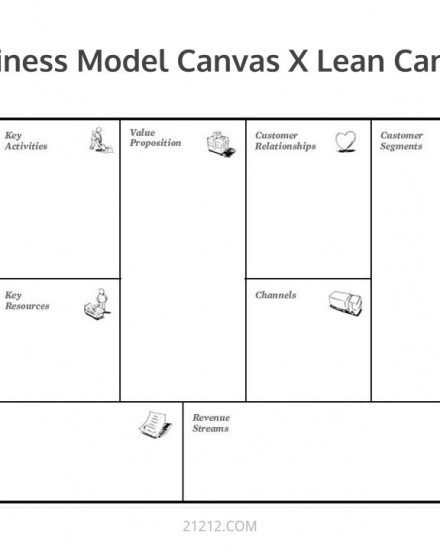 iness Model Canvas X Lean Can
Key
Activities
Value
Proposition
Customer
Relationships
Customer
Segments
Key
Resources
Channels
Revenue
Streams
21212.COM